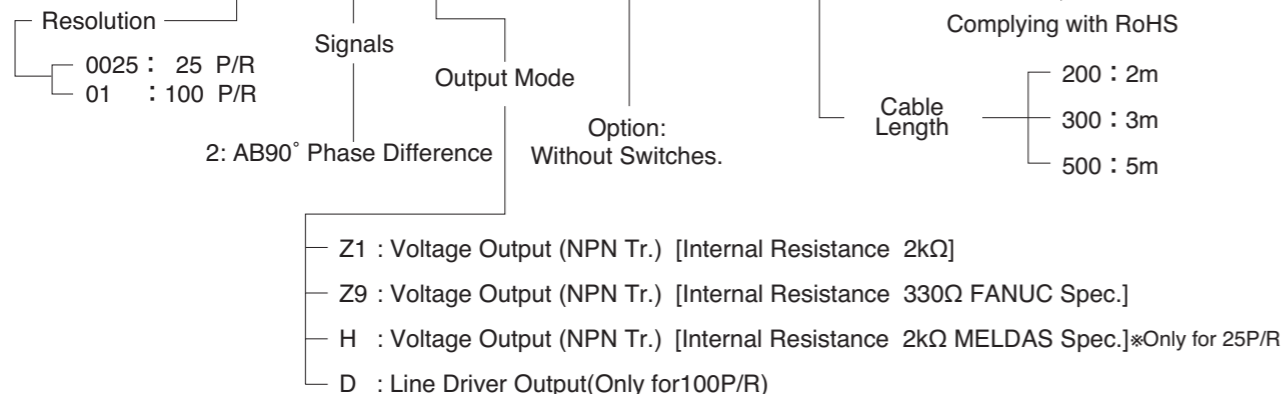 Resolution
0025 : 25 P/R
01 : 100 P/R
Signals
2: AB90° Phase Difference
Output Mode
Option:
Without Switches.
Complying with RoHS
Cable
Length
200 : 2m
300 : 3m
500 : 5m
Z1 : Voltage Output (NPN Tr.) [Internal Resistance 2kΩ]
Z9 : Voltage Output (NPN Tr.) [Internal Resistance 330Ω FANUC Spec.]
H : Voltage Output (NPN Tr.) [Internal Resistance 2kΩ MELDAS Spec.]※Only for 25P/R
D : Line Driver Output(Only for100P/R)